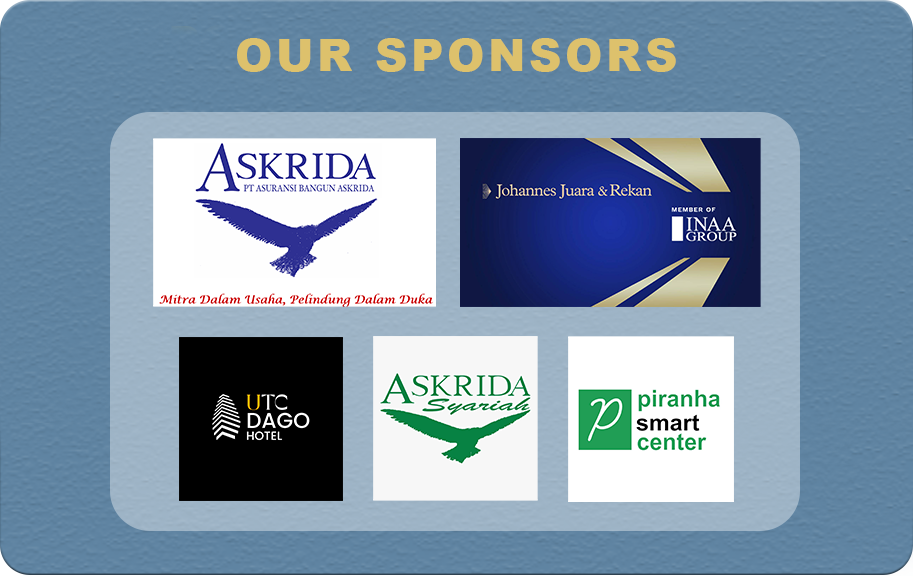 OUR SPONSORS
ASKRIDA
PT ASURANSI BANGUN ASKRIDA
Mitra Dalam Usaha, Pelindung Dalam Duka
Johannes Juara & Rekan
MEMBER OF
INAA
GROUP
UTC
DAGO
HOTEL
ASKRIDA
Syariah
p
piranha
smart
center